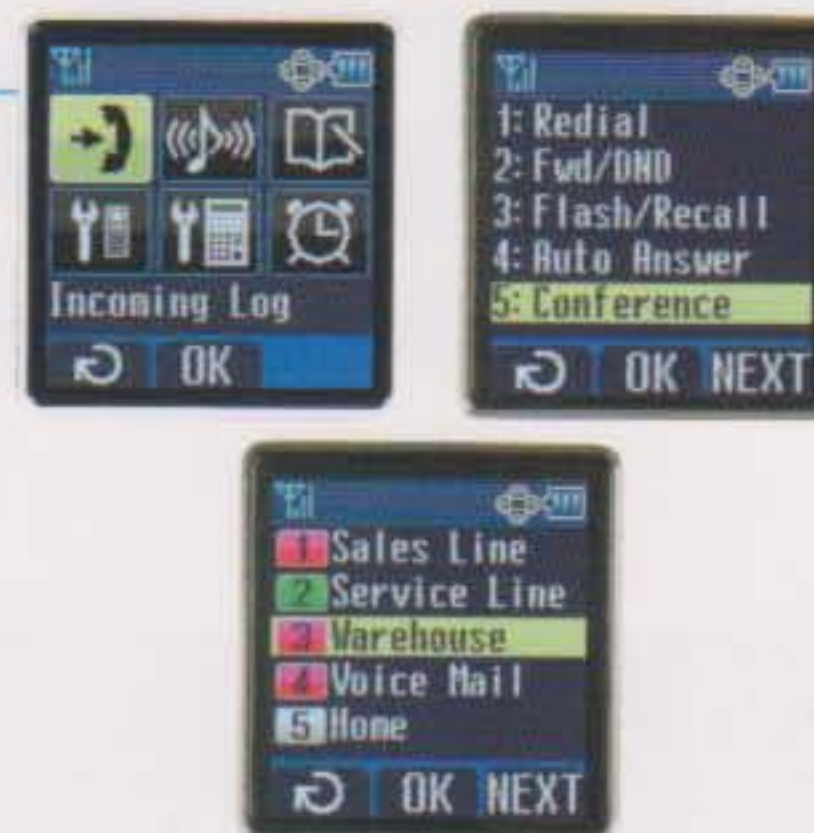 Incoming Log
OK
1: Redial
2: Fwd/DND
3: Flash/Recall
4: Auto Answer
5: Conference
OK NEXT
1 Sales Line
2 Service Line
3 Warehouse
4 Voice Mail
5 Home
OK NEXT